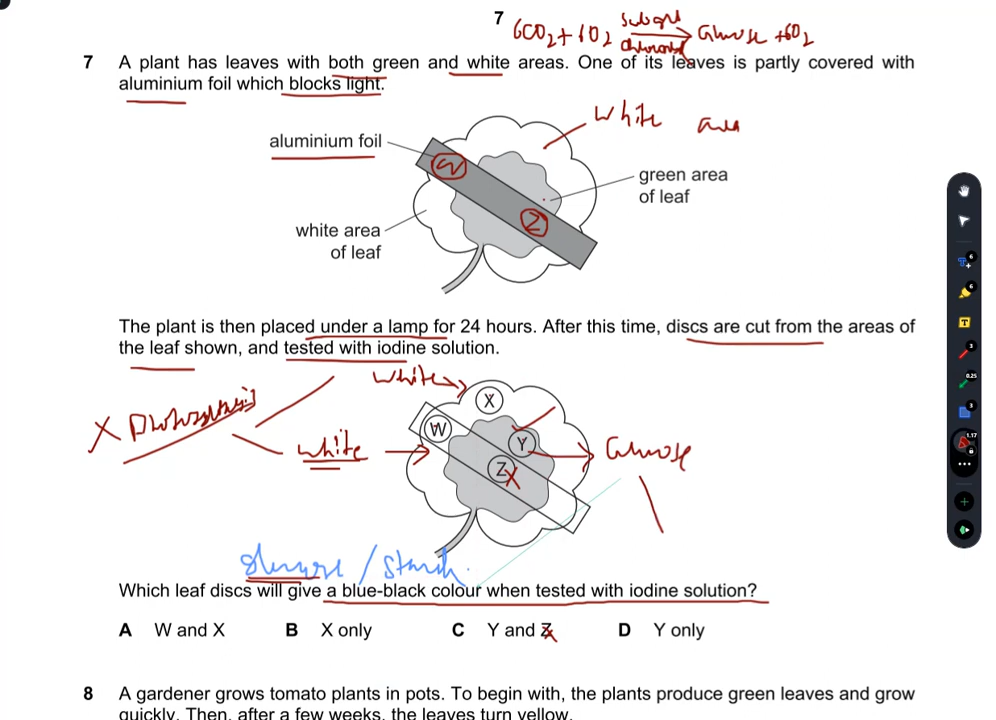 7
6CO2 + 6O2 Glucose + 6O2
7 A plant has leaves with both green and white areas. One of its leaves is partly covered with
aluminium foil which blocks light.
white area
aluminium foil
green area
of leaf
W
Z
white area
of leaf
The plant is then placed under a lamp for 24 hours. After this time, discs are cut from the areas of
the leaf shown, and tested with iodine solution.
white
X
X photosynthesis
W
Y
white
Glucose
Z X
/ Starch
Which leaf discs will give a blue-black colour when tested with iodine solution?
A W and X B X only C Y and Z D Y only
8 A gardener grows tomato plants in pots. To begin with, the plants produce green leaves and grow
quickly. Then, after a few weeks, the leaves turn yellow.